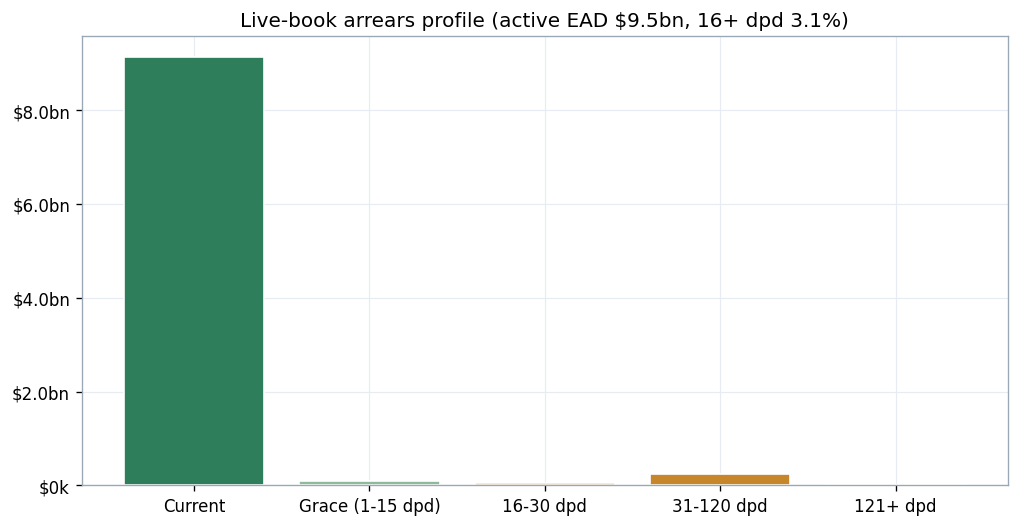 Live-book arrears profile (active EAD $9.5bn, 16+ dpd 3.1%)
$8.0bn
$6.0bn
$4.0bn
$2.0bn
$0k
Current Grace (1-15 dpd) 16-30 dpd 31-120 dpd 121+ dpd